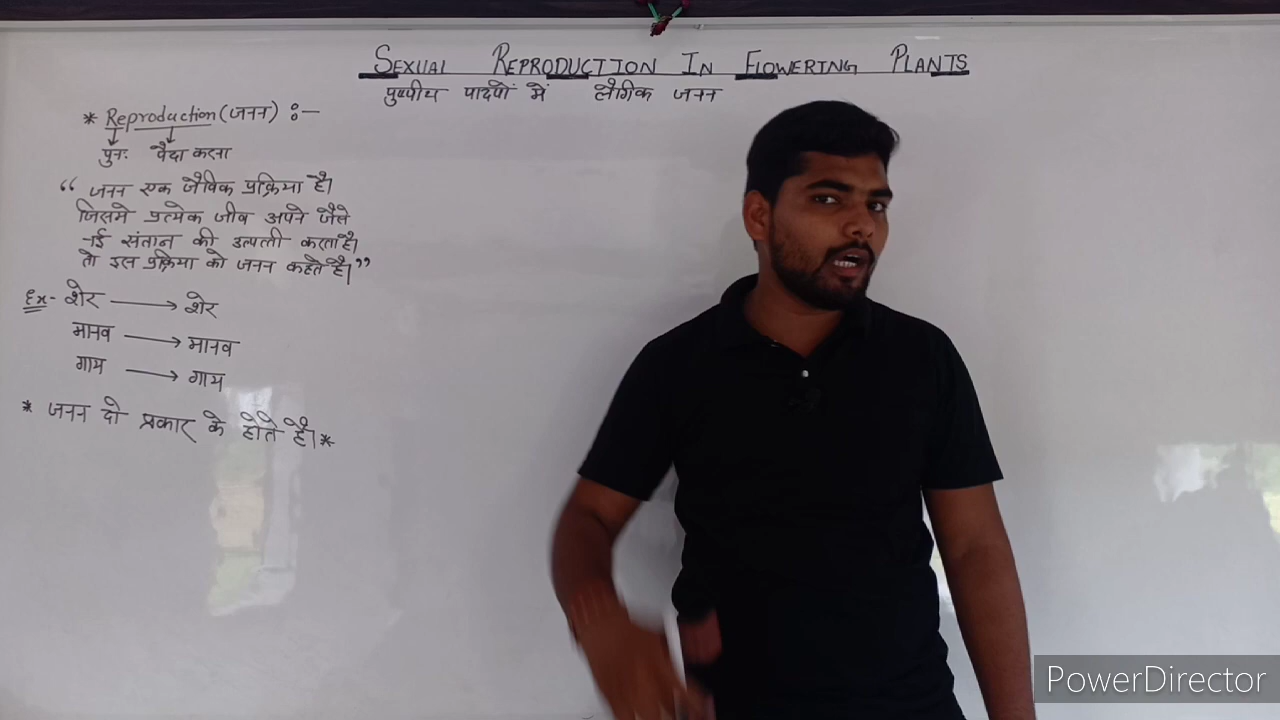 SEXUAL REPRODUCTION IN FLOWERING PLANTS
पुष्पीय पादपों में लैंगिक जनन
* Reproduction (जनन) :—
पुनः पैदा करना
“ जनन एक जैविक प्रक्रिया है।
जिसमे प्रत्येक जीव अपने जैसे
नई संतान की उत्पत्ती करता है।
तो इस प्रक्रिया को जनन कहते है।”
Ex- शेर → शेर
मानव → मानव
गाय → गाय
* जनन दो प्रकार के होते है। *
PowerDirector